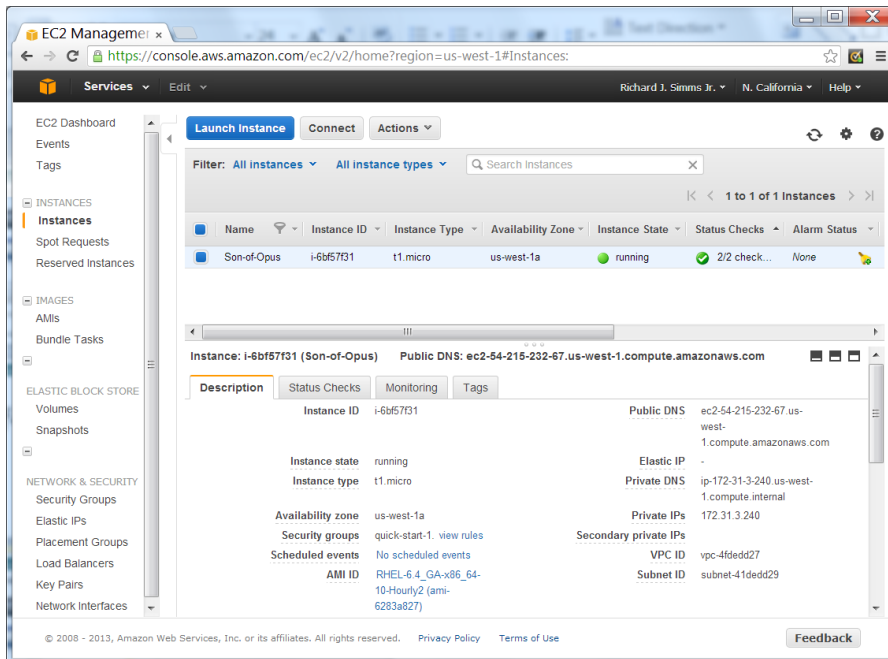 EC2 Managemer ×
https://console.aws.amazon.com/ec2/v2/home?region=us-west-1#Instances:
Services Edit Richard J. Simms Jr. N. California Help
EC2 Dashboard
Events
Tags
INSTANCES
Instances
Spot Requests
Reserved Instances
IMAGES
AMIs
Bundle Tasks
ELASTIC BLOCK STORE
Volumes
Snapshots
NETWORK & SECURITY
Security Groups
Elastic IPs
Placement Groups
Load Balancers
Key Pairs
Network Interfaces
Launch Instance Connect Actions
Filter: All instances All instance types Search Instances
1 to 1 of 1 Instances
Name Instance ID Instance Type Availability Zone Instance State Status Checks Alarm Status
Son-of-Opus i-6bf57f31 t1.micro us-west-1a running 2/2 check... None
Instance: i-6bf57f31 (Son-of-Opus) Public DNS: ec2-54-215-232-67.us-west-1.compute.amazonaws.com
Description Status Checks Monitoring Tags
Instance ID i-6bf57f31 Public DNS ec2-54-215-232-67.us-
west-
1.compute.amazonaws.com
Instance state running Elastic IP -
Instance type t1.micro Private DNS ip-172-31-3-240.us-west-
1.compute.internal
Availability zone us-west-1a Private IPs 172.31.3.240
Security groups quick-start-1. view rules Secondary private IPs
Scheduled events No scheduled events VPC ID vpc-4fdedd27
AMI ID RHEL-6.4_GA-x86_64- Subnet ID subnet-41dedd29
10-Hourly2 (ami-
6283a827)
© 2008 - 2013, Amazon Web Services, Inc. or its affiliates. All rights reserved. Privacy Policy Terms of Use Feedback